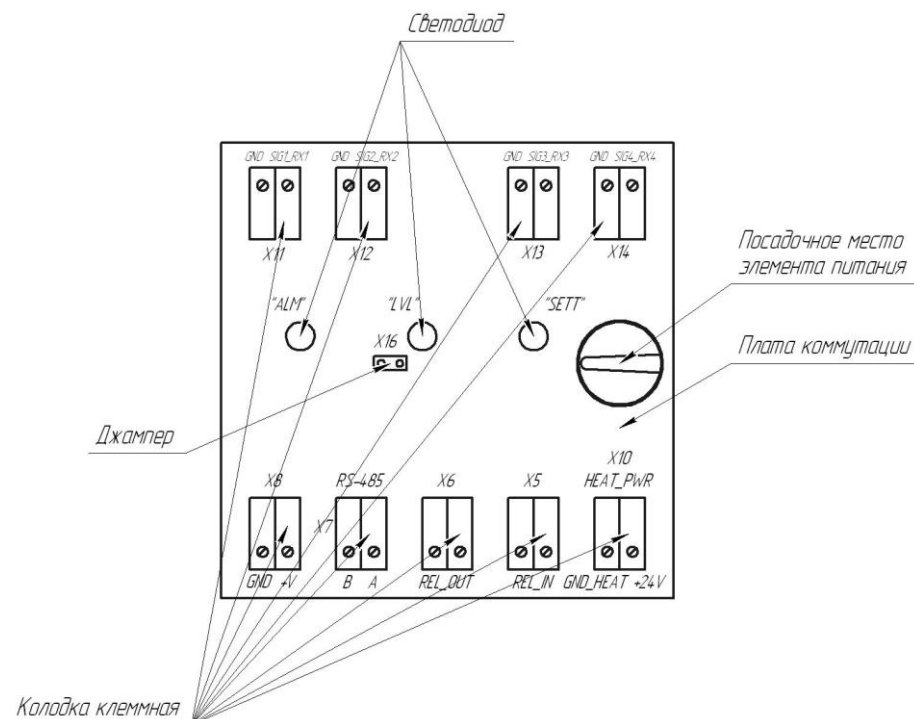 Светодиод
GND SIG1_RX1 GND SIG2_RX2 GND SIG3_RX3 GND SIG4_RX4
X11 X12 X13 X14
Посадочное место
элемента питания
"ALM" "LVL" "SETT"
X16
Плата коммутации
Джампер
X10
X8 RS-485 X6 X5 HEAT_PWR
X7
GND +V B A REL_OUT REL_IN GND_HEAT +24V
Колодка клеммная